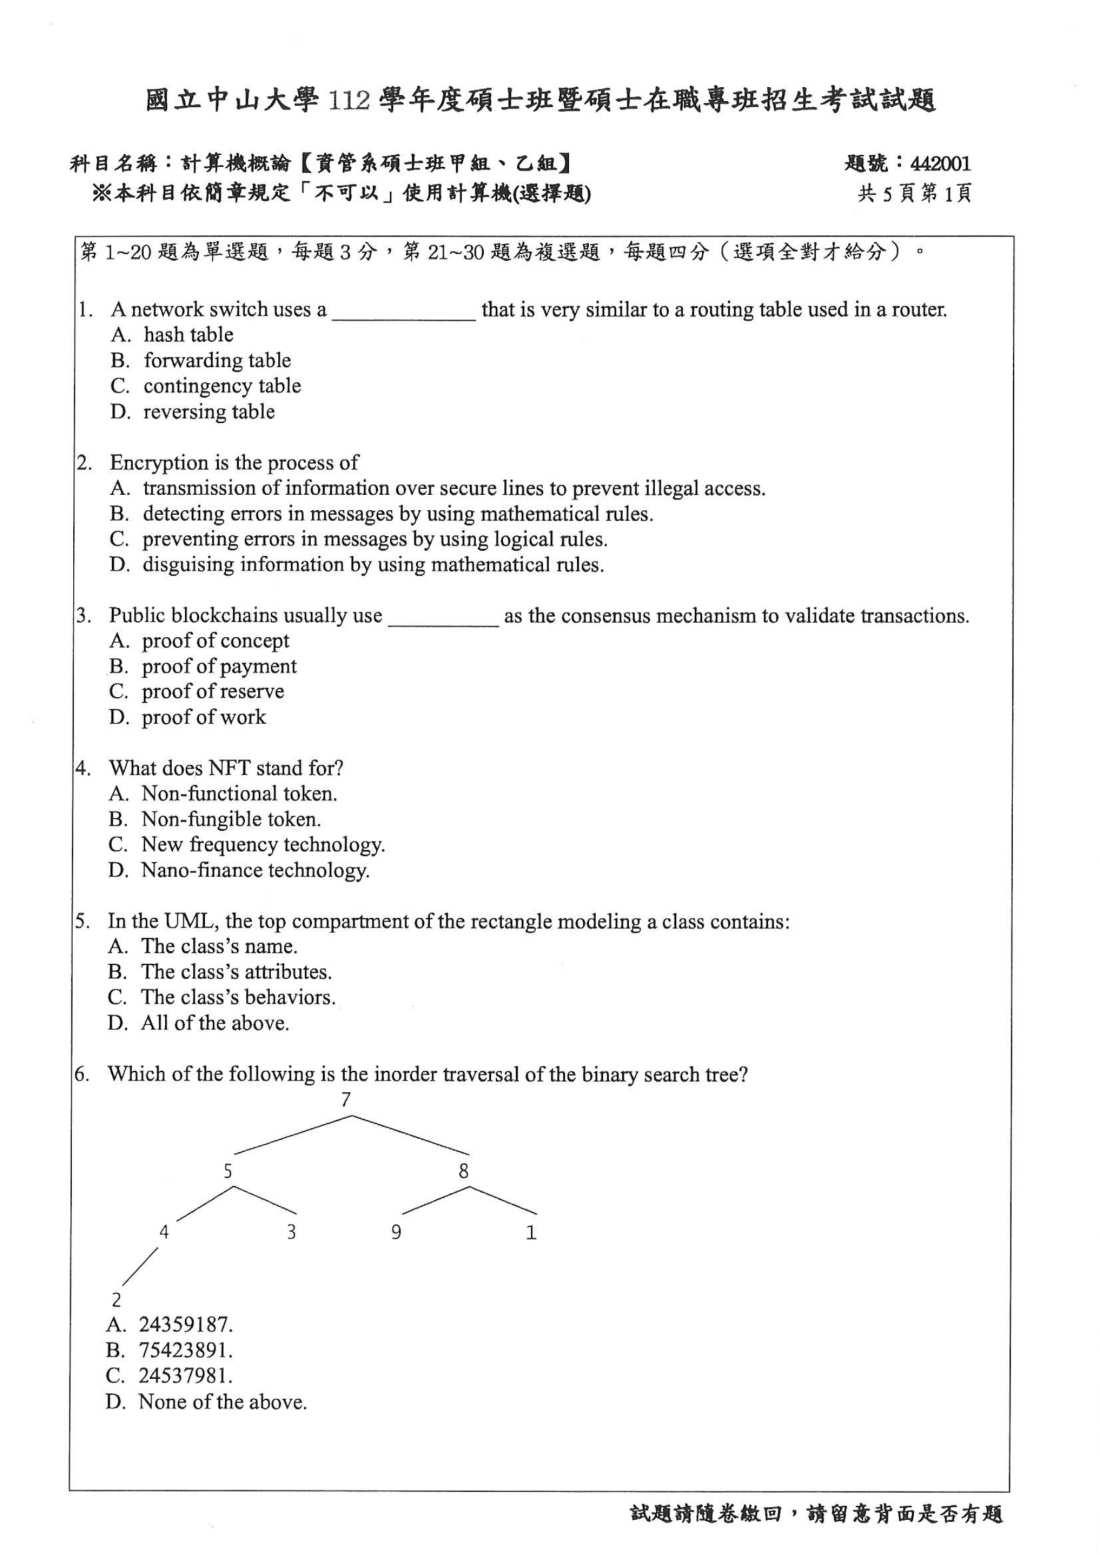 國立中山大學 112 學年度碩士班暨碩士在職專班招生考試試題
科目名稱：計算機概論【資管系碩士班甲組、乙組】
題號：442001
※本科目依簡章規定「不可以」使用計算機(選擇題)
共 5 頁第 1 頁
第 1~20 題為單選題，每題 3 分，第 21~30 題為複選題，每題四分（選項全對才給分）。
1. A network switch uses a _____________ that is very similar to a routing table used in a router.
A. hash table
B. forwarding table
C. contingency table
D. reversing table
2. Encryption is the process of
A. transmission of information over secure lines to prevent illegal access.
B. detecting errors in messages by using mathematical rules.
C. preventing errors in messages by using logical rules.
D. disguising information by using mathematical rules.
3. Public blockchains usually use __________ as the consensus mechanism to validate transactions.
A. proof of concept
B. proof of payment
C. proof of reserve
D. proof of work
4. What does NFT stand for?
A. Non-functional token.
B. Non-fungible token.
C. New frequency technology.
D. Nano-finance technology.
5. In the UML, the top compartment of the rectangle modeling a class contains:
A. The class’s name.
B. The class’s attributes.
C. The class’s behaviors.
D. All of the above.
6. Which of the following is the inorder traversal of the binary search tree?
7
5 8
4 3 9 1
2
A. 24359187.
B. 75423891.
C. 24537981.
D. None of the above.
試題請隨卷繳回，請留意背面是否有題